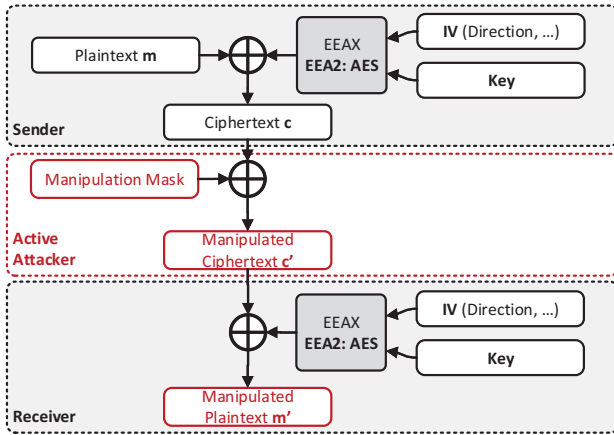 Plaintext m
EEAX
EEA2: AES
IV (Direction, ...)
Key
Ciphertext c
Sender
Manipulation Mask
Active
Attacker
Manipulated
Ciphertext c'
EEAX
EEA2: AES
IV (Direction, ...)
Key
Manipulated
Plaintext m'
Receiver